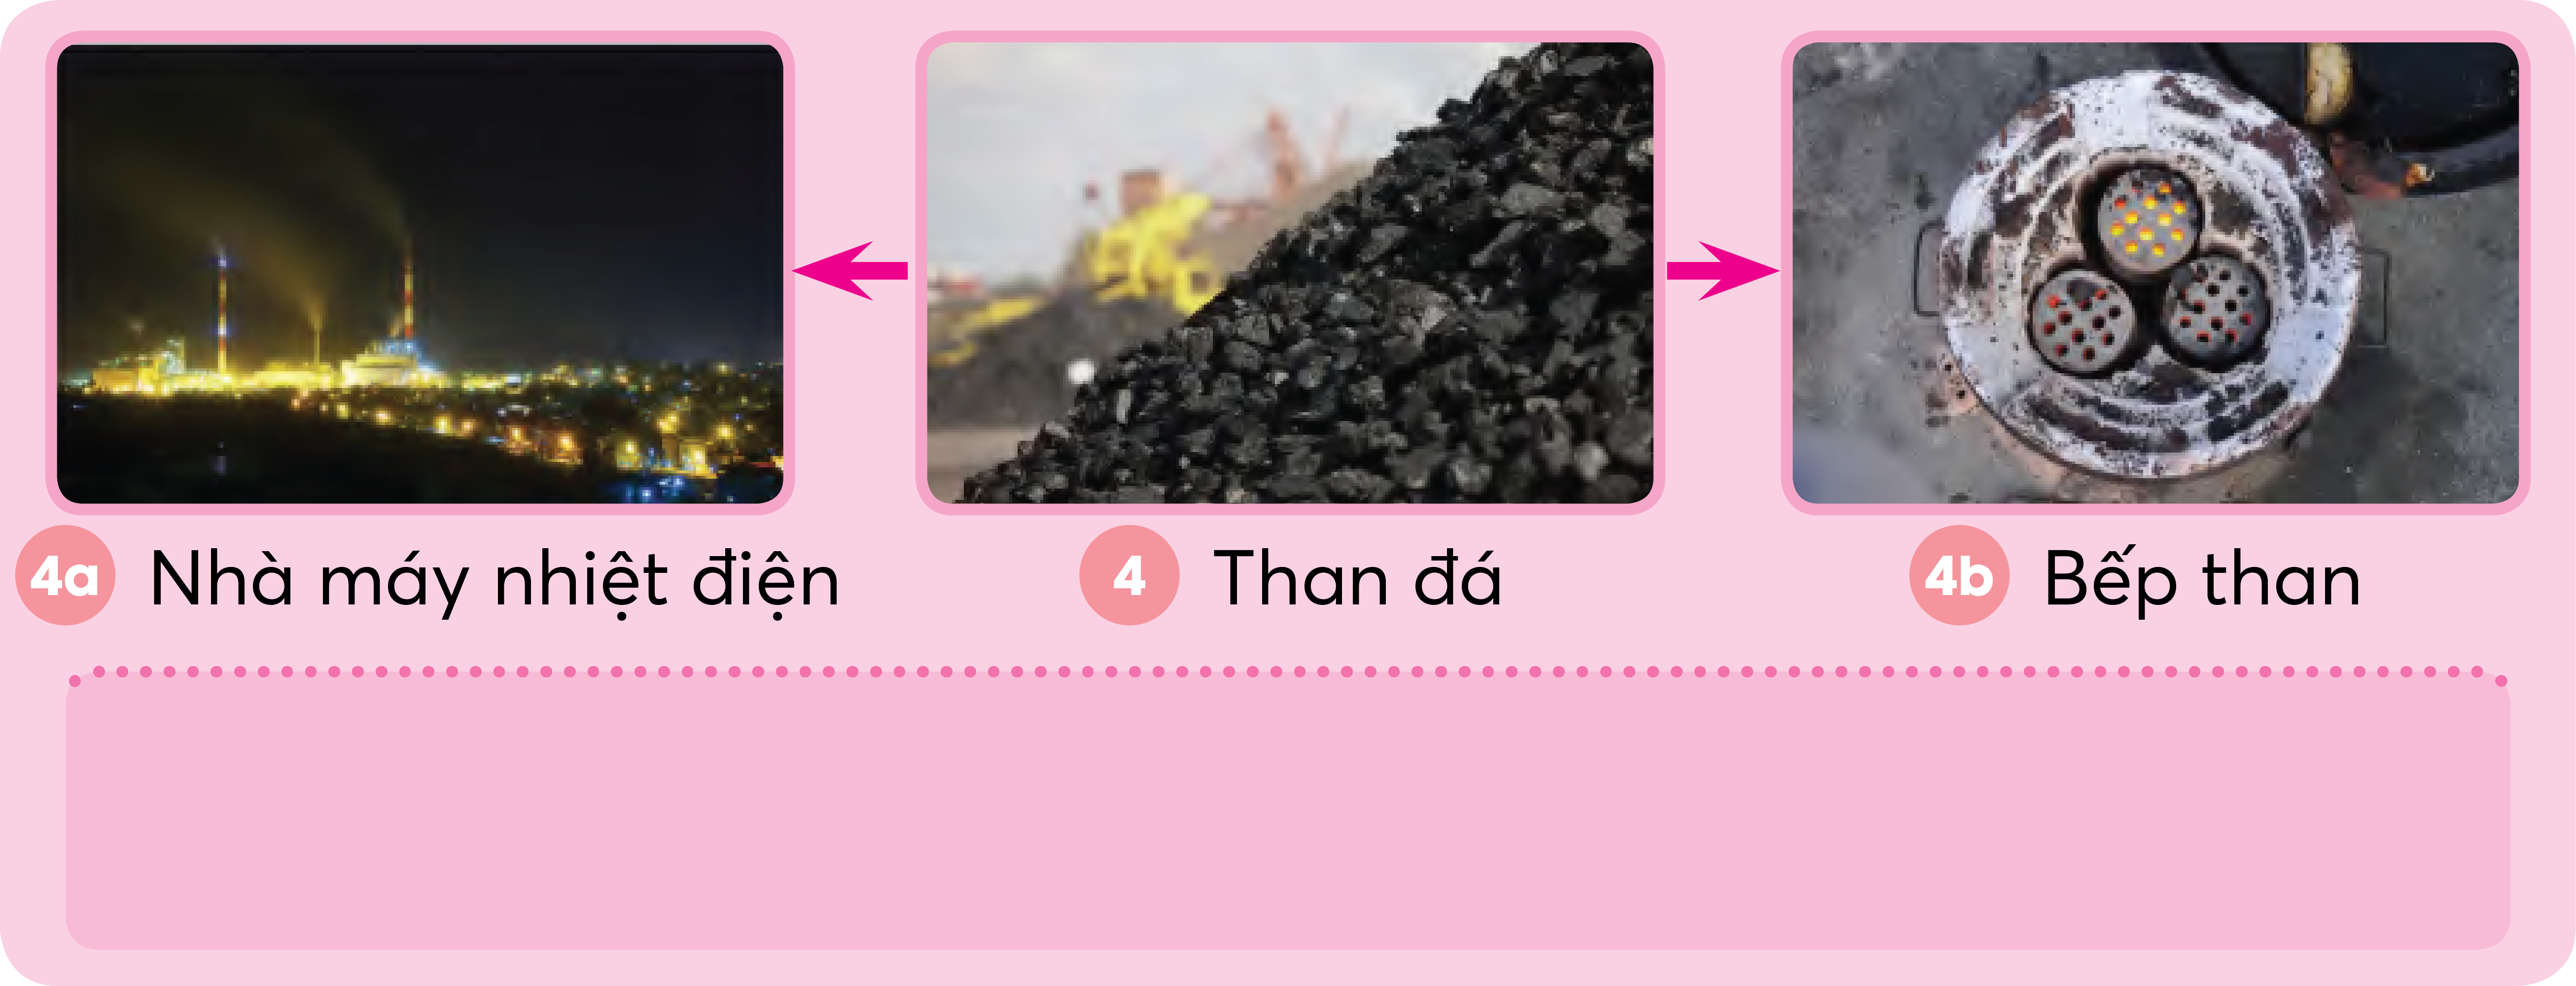 4a Nhà máy nhiệt điện
4 Than đá
4b Bếp than